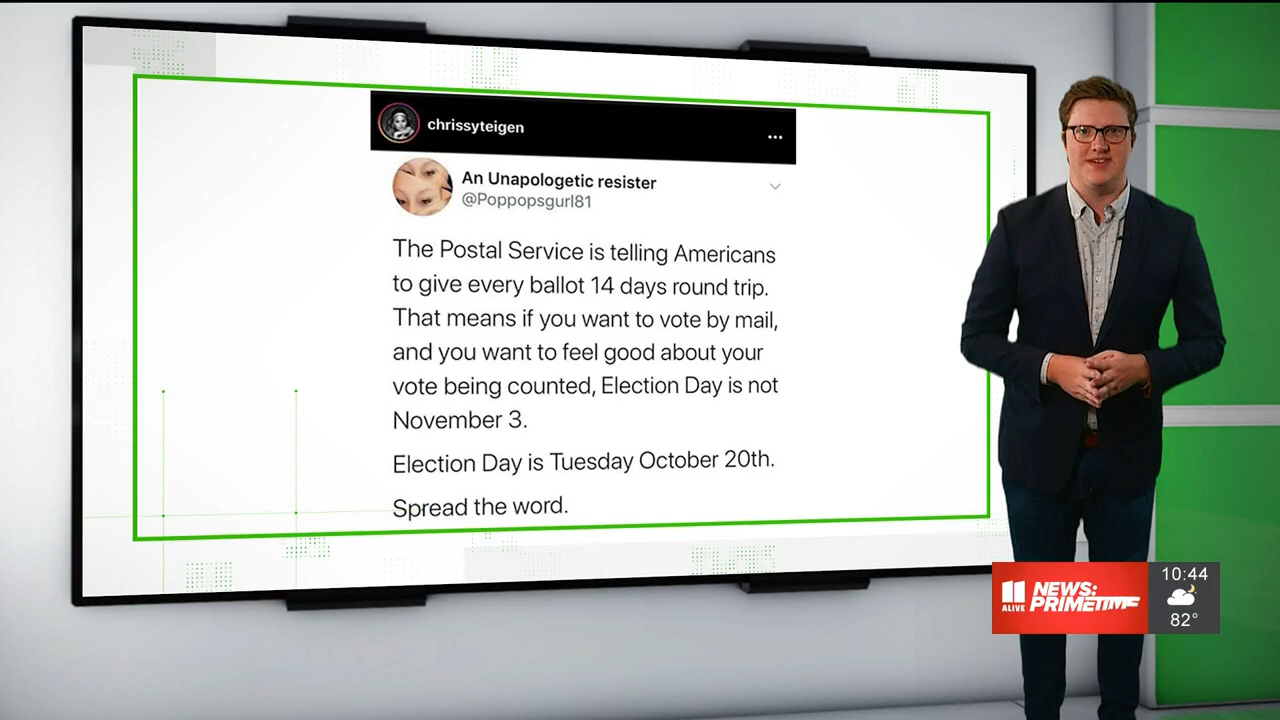 chrissyteigen
An Unapologetic resister
@Poppopsgurl81
The Postal Service is telling Americans
to give every ballot 14 days round trip.
That means if you want to vote by mail,
and you want to feel good about your
vote being counted, Election Day is not
November 3.
Election Day is Tuesday October 20th.
Spread the word.
11
ALIVE
NEWS:
PRIMETIME
10:44
82°